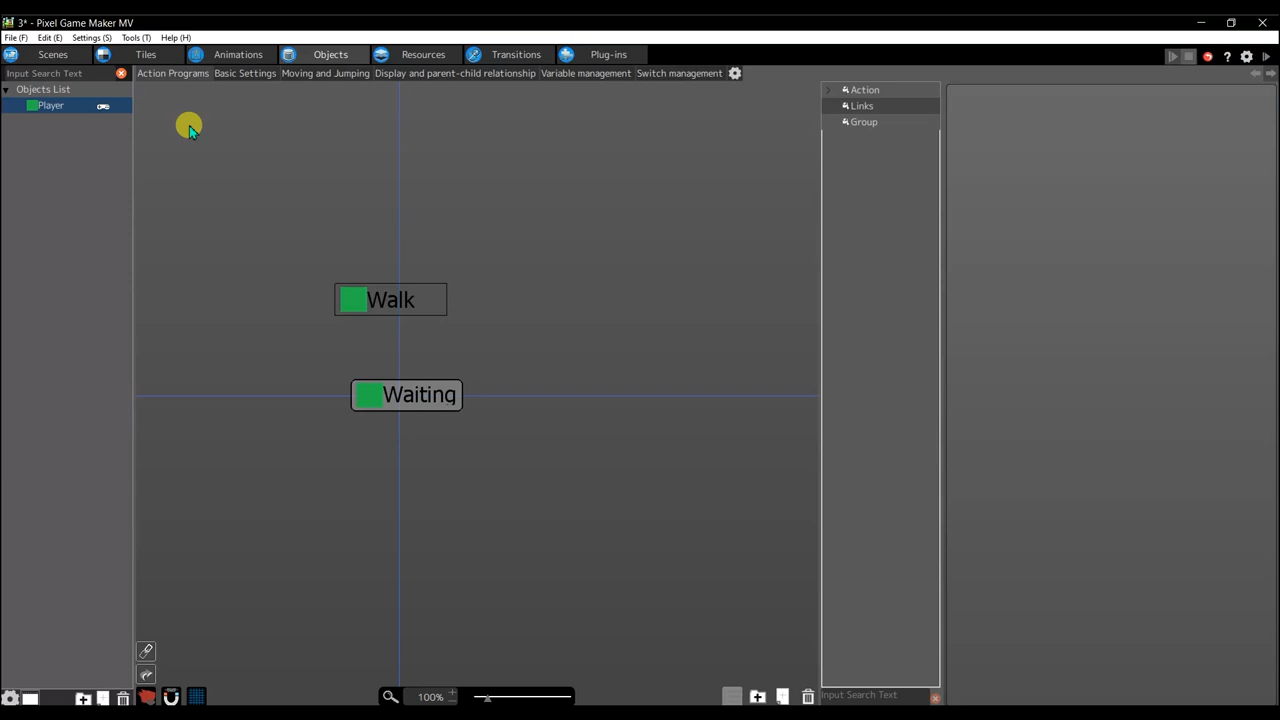 3* - Pixel Game Maker MV
File (F) Edit (E) Settings (S) Tools (T) Help (H)
Scenes Tiles Animations Objects Resources Transitions Plug-ins
Input Search Text Action Programs Basic Settings Moving and Jumping Display and parent-child relationship Variable management Switch management
Objects List
Player
Action
Links
Group
Walk
Waiting
100%
Input Search Text